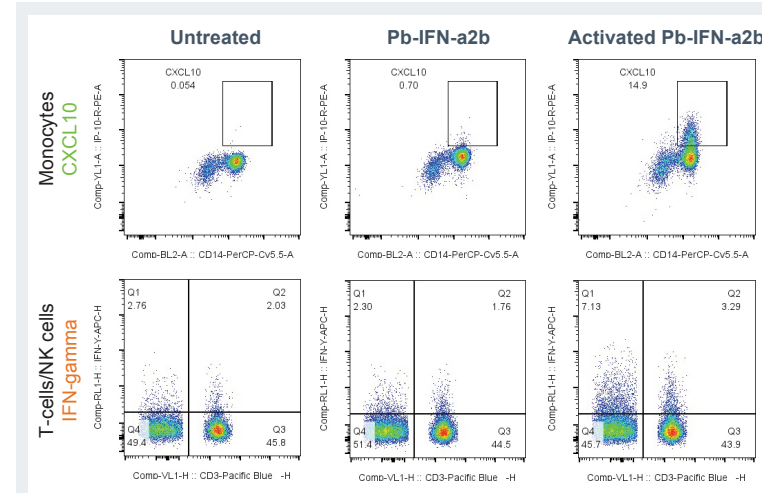 Untreated
Pb-IFN-a2b
Activated Pb-IFN-a2b
Monocytes
CXCL10
CXCL10
0.054
Comp-YL1-A :: IP-10-R-PE-A
Comp-BL2-A :: CD14-PerCP-Cv5.5-A
CXCL10
0.70
Comp-YL1-A :: IP-10-R-PE-A
Comp-BL2-A :: CD14-PerCP-Cv5.5-A
CXCL10
14.9
Comp-YL1-A :: IP-10-R-PE-A
Comp-BL2-A :: CD14-PerCP-Cv5.5-A
T-cells/NK cells
IFN-gamma
Q1
2.76
Q2
2.03
Q4
49.4
Q3
45.8
Comp-RL1-H :: IFN-Y-APC-H
Comp-VL1-H :: CD3-Pacific Blue -H
Q1
2.30
Q2
1.76
Q4
51.4
Q3
44.5
Comp-RL1-H :: IFN-Y-APC-H
Comp-VL1-H :: CD3-Pacific Blue -H
Q1
7.13
Q2
3.29
Q4
45.7
Q3
43.9
Comp-RL1-H :: IFN-Y-APC-H
Comp-VL1-H :: CD3-Pacific Blue -H